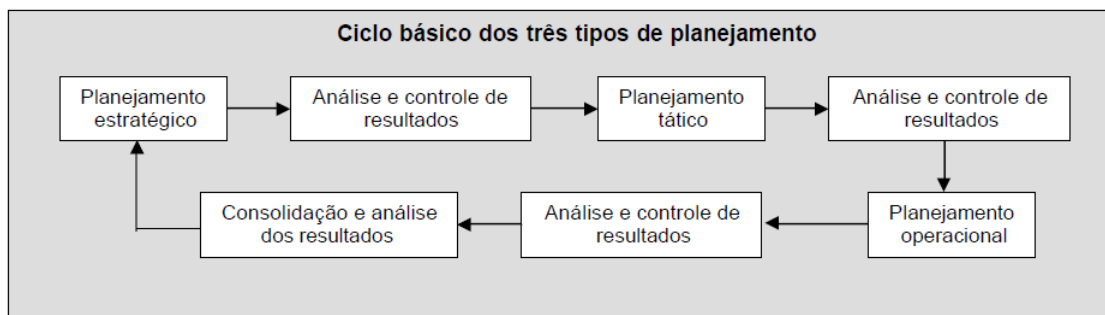 Ciclo básico dos três tipos de planejamento
Planejamento
estratégico
Análise e controle de
resultados
Planejamento
tático
Análise e controle de
resultados
Planejamento
operacional
Análise e controle de
resultados
Consolidação e análise
dos resultados